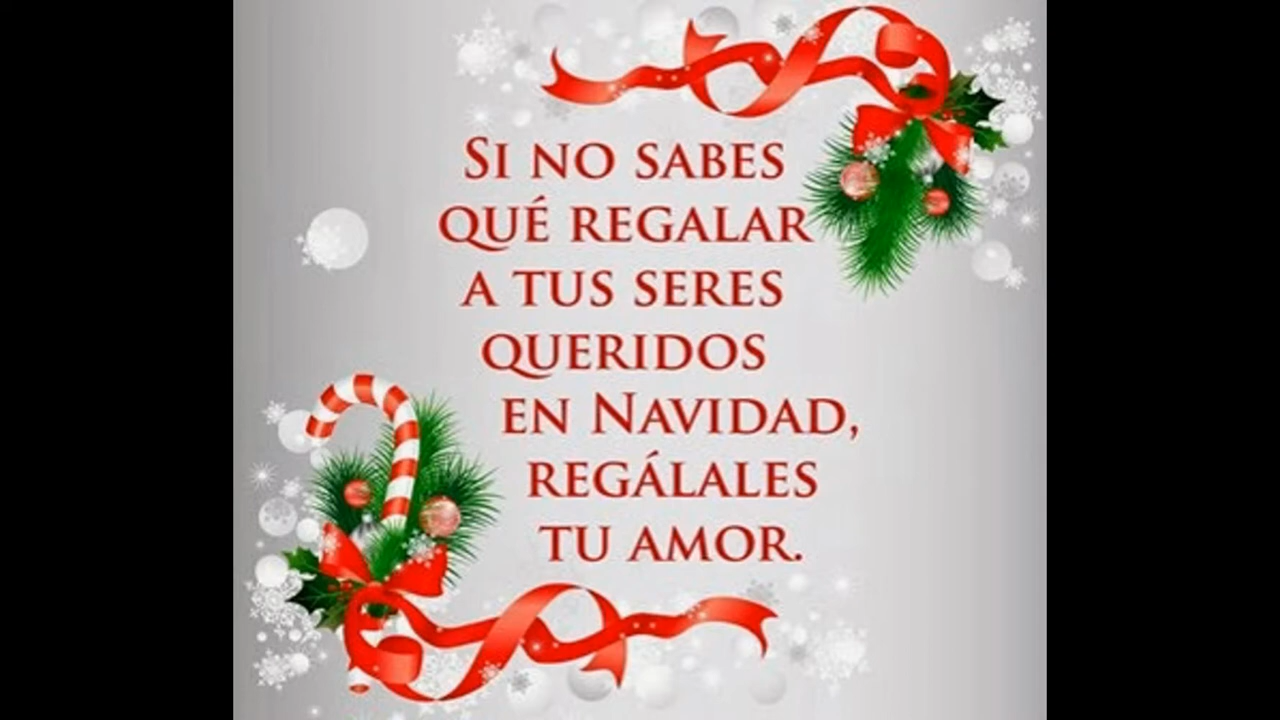 Si no sabes
qué regalar
a tus seres
queridos
en Navidad,
regálales
tu amor.